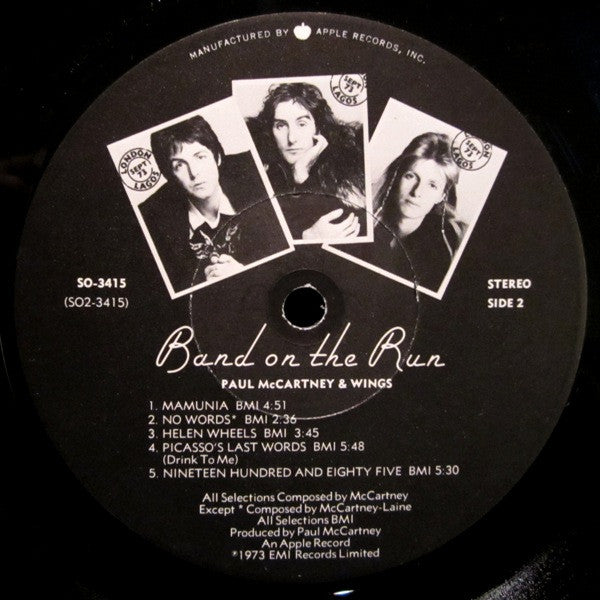 MANUFACTURED BY APPLE RECORDS, INC.
LONDON
SEPT 73
LAGOS
SEPT 73
LAGOS
LONDON
SEPT 73
LAGOS
SO-3415
(SO2-3415)
STEREO
SIDE 2
Band on the Run
PAUL McCARTNEY & WINGS
1. MAMUNIA BMI 4:51
2. NO WORDS* BMI 2:36
3. HELEN WHEELS BMI 3:45
4. PICASSO'S LAST WORDS BMI 5:48
(Drink To Me)
5. NINETEEN HUNDRED AND EIGHTY FIVE BMI 5:30
All Selections Composed by McCartney
Except * Composed by McCartney-Laine
All Selections BMI
Produced by Paul McCartney
An Apple Record
℗1973 EMI Records Limited